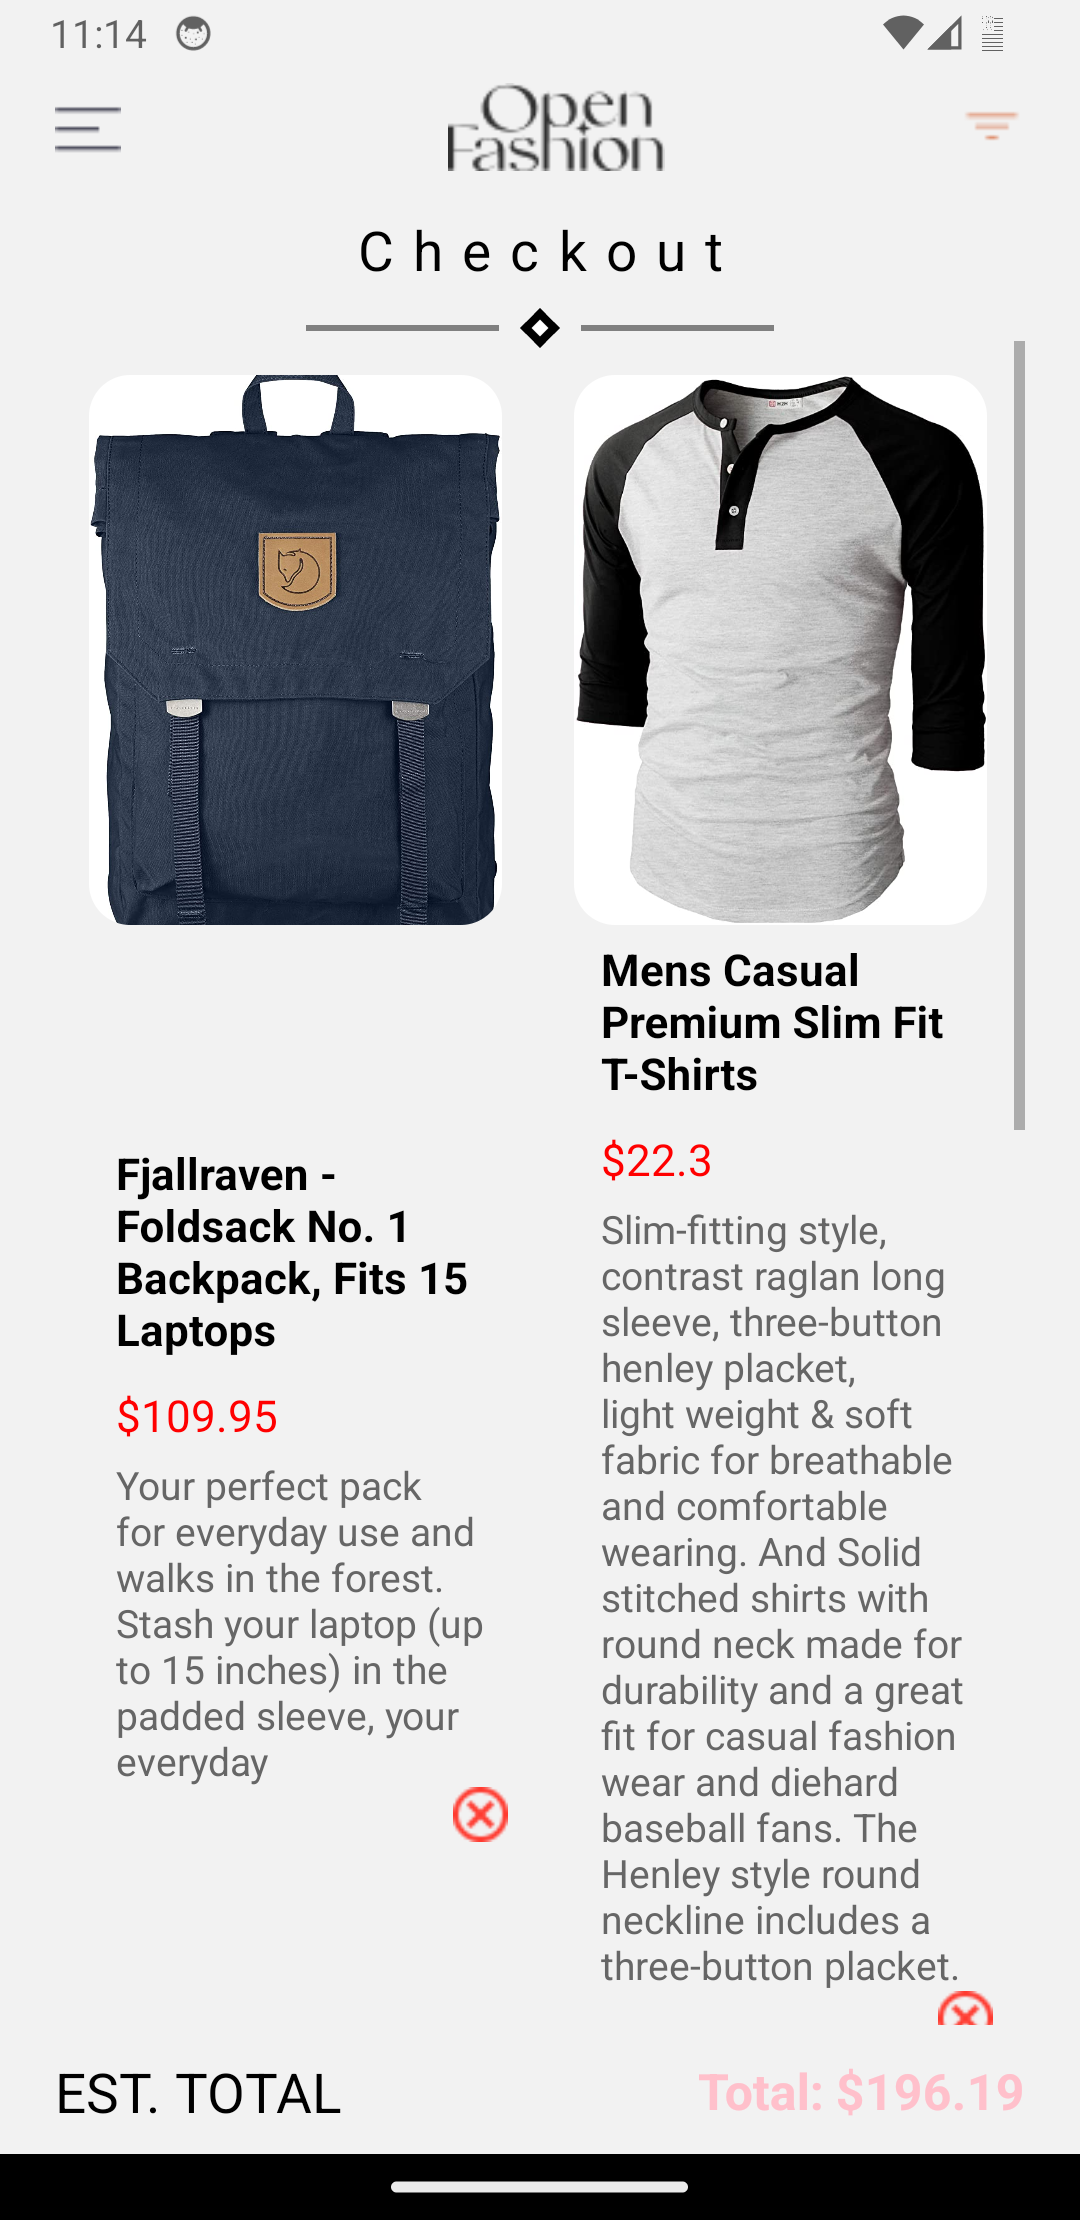 11:14
Open
Fashion
Checkout
Mens Casual
Premium Slim Fit
T-Shirts
$22.3
Slim-fitting style,
contrast raglan long
sleeve, three-button
henley placket,
light weight & soft
fabric for breathable
and comfortable
wearing. And Solid
stitched shirts with
round neck made for
durability and a great
fit for casual fashion
wear and diehard
baseball fans. The
Henley style round
neckline includes a
three-button placket.
Fjallraven -
Foldsack No. 1
Backpack, Fits 15
Laptops
$109.95
Your perfect pack
for everyday use and
walks in the forest.
Stash your laptop (up
to 15 inches) in the
padded sleeve, your
everyday
EST. TOTAL
Total: $196.19